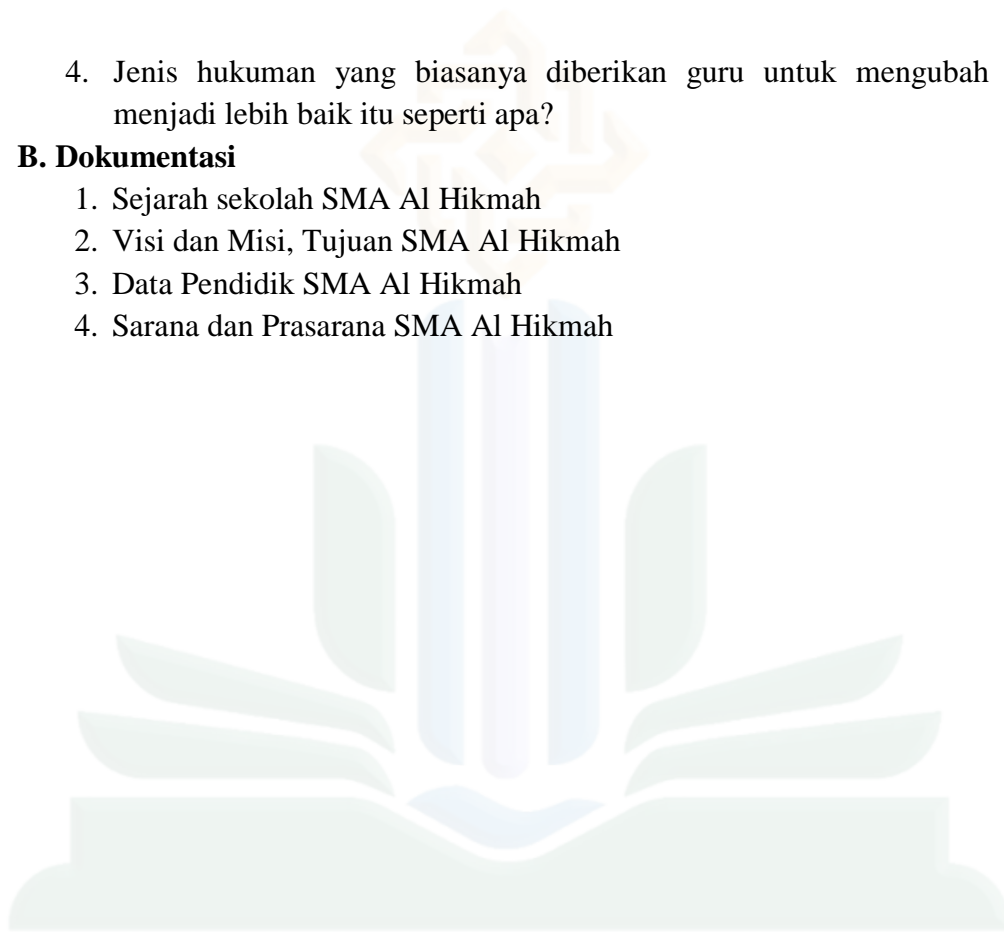 4. Jenis hukuman yang biasanya diberikan guru untuk mengubah
menjadi lebih baik itu seperti apa?
B. Dokumentasi
1. Sejarah sekolah SMA Al Hikmah
2. Visi dan Misi, Tujuan SMA Al Hikmah
3. Data Pendidik SMA Al Hikmah
4. Sarana dan Prasarana SMA Al Hikmah